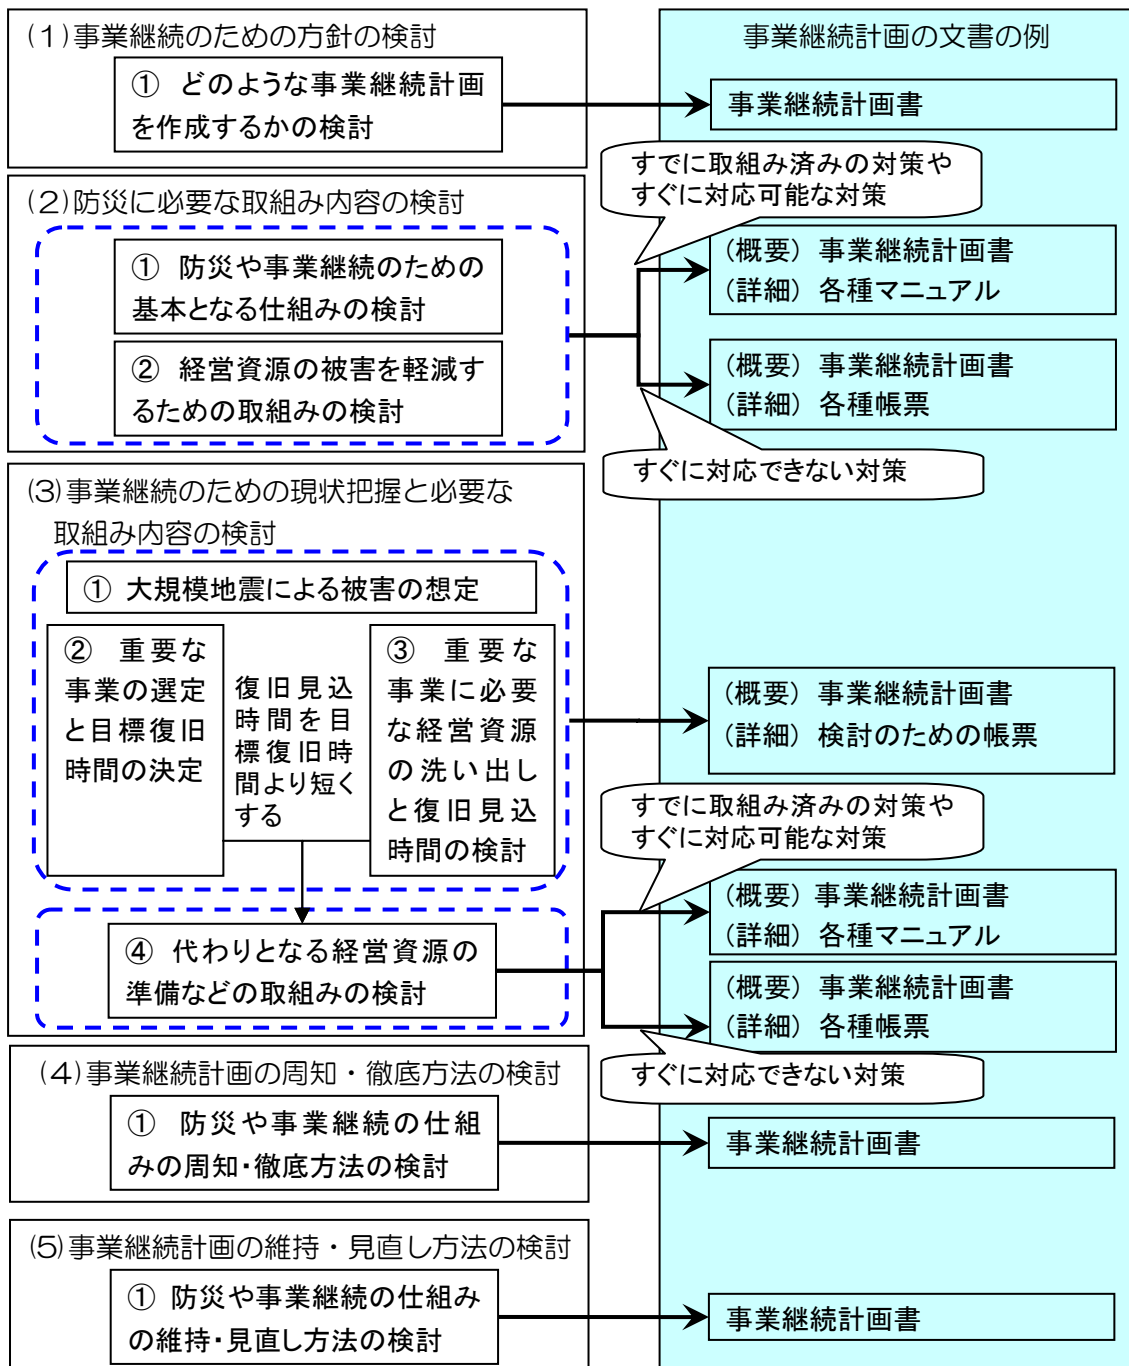 (1)事業継続のための方針の検討
① どのような事業継続計画
を作成するかの検討
事業継続計画の文書の例
事業継続計画書
(2)防災に必要な取組み内容の検討
① 防災や事業継続のための
基本となる仕組みの検討
② 経営資源の被害を軽減す
るための取組みの検討
すでに取組み済みの対策や
すぐに対応可能な対策
(概要) 事業継続計画書
(詳細) 各種マニュアル
(概要) 事業継続計画書
(詳細) 各種帳票
すぐに対応できない対策
(3)事業継続のための現状把握と必要な
取組み内容の検討
① 大規模地震による被害の想定
② 重要な
事業の選定
と目標復旧
時間の決定
復旧見込
時間を目
標復旧時
間より短く
する
③ 重要な
事業に必要
な経営資源
の洗い出し
と復旧見込
時間の検討
(概要) 事業継続計画書
(詳細) 検討のための帳票
④ 代わりとなる経営資源の
準備などの取組みの検討
すでに取組み済みの対策や
すぐに対応可能な対策
(概要) 事業継続計画書
(詳細) 各種マニュアル
(概要) 事業継続計画書
(詳細) 各種帳票
すぐに対応できない対策
(4)事業継続計画の周知・徹底方法の検討
① 防災や事業継続の仕組
みの周知・徹底方法の検討
事業継続計画書
(5)事業継続計画の維持・見直し方法の検討
① 防災や事業継続の仕組み
の維持・見直し方法の検討
事業継続計画書